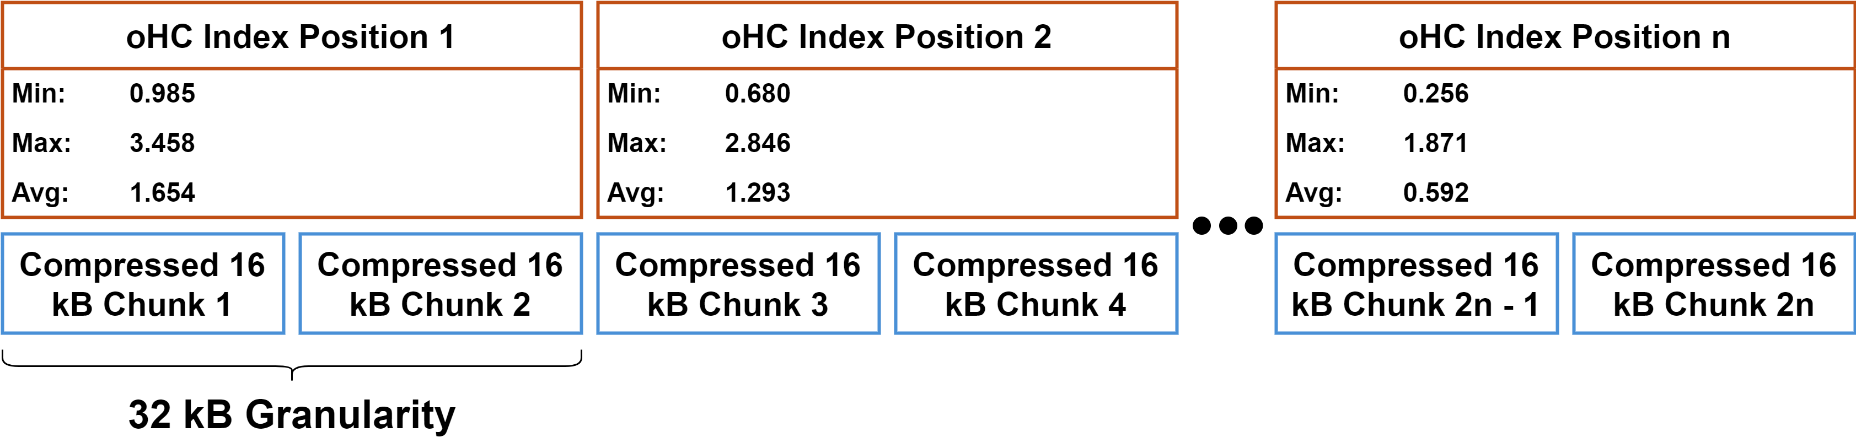 oHC Index Position 1
Min: 0.985
Max: 3.458
Avg: 1.654
Compressed 16
kB Chunk 1
Compressed 16
kB Chunk 2
32 kB Granularity
oHC Index Position 2
Min: 0.680
Max: 2.846
Avg: 1.293
Compressed 16
kB Chunk 3
Compressed 16
kB Chunk 4
oHC Index Position n
Min: 0.256
Max: 1.871
Avg: 0.592
Compressed 16
kB Chunk 2n - 1
Compressed 16
kB Chunk 2n